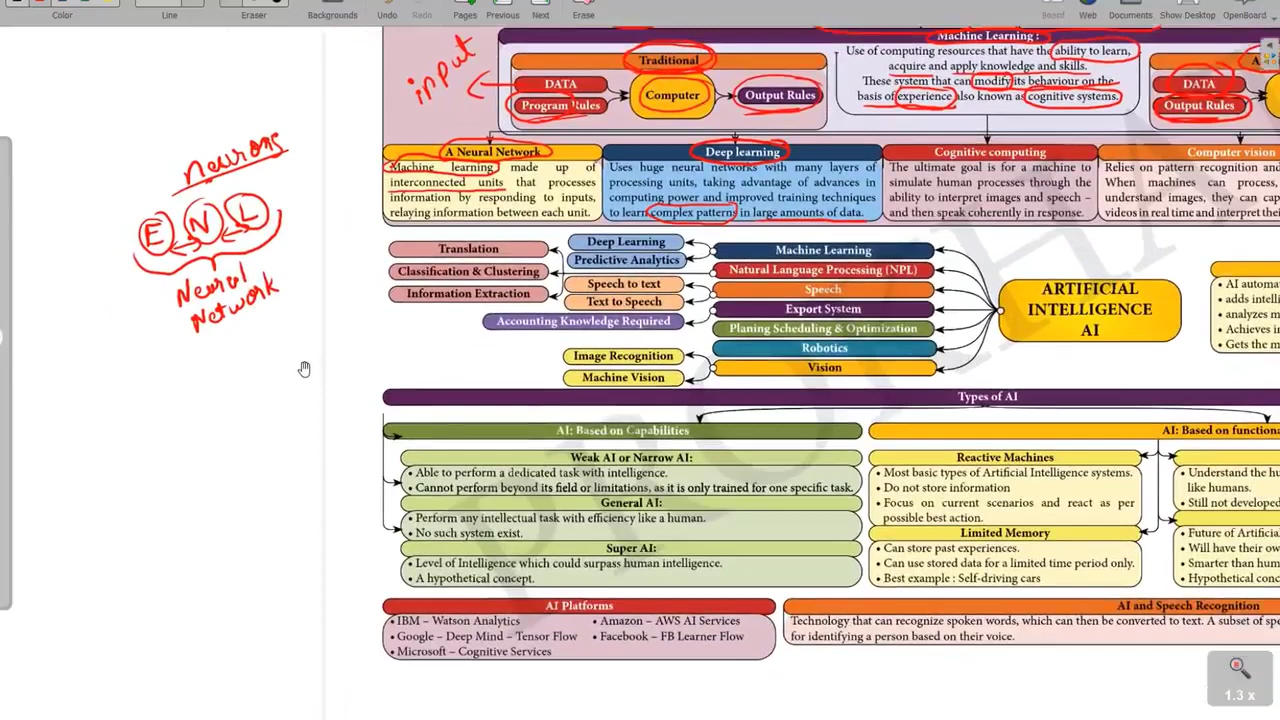 Color
Line
Eraser
Backgrounds
Undo
Redo
Pages
Previous
Next
Erase
Board
Web
Documents
Show Desktop
OpenBoard
input
Traditional
DATA
Program Rules
Computer
Output Rules
Machine Learning :
Use of computing resources that have the ability to learn,
acquire and apply knowledge and skills.
These system that can modify its behaviour on the
basis of experience also known as cognitive systems.
DATA
Output Rules
neurons
E N L
Neural
Network
A Neural Network
Machine learning made up of
interconnected units that processes
information by responding to inputs,
relaying information between each unit.
Deep learning
Uses huge neural networks with many layers of
processing units, taking advantage of advances in
computing power and improved training techniques
to learn complex patterns in large amounts of data.
Cognitive computing
The ultimate goal is for a machine to
simulate human processes through the
ability to interpret images and speech –
and then speak coherently in response.
Computer vision
Relies on pattern recognition and
When machines can process,
understand images, they can cap
videos in real time and interpret the
Translation
Classification & Clustering
Information Extraction
Deep Learning
Predictive Analytics
Speech to text
Text to Speech
Accounting Knowledge Required
Image Recognition
Machine Vision
Machine Learning
Natural Language Processing (NPL)
Speech
Export System
Planing Scheduling & Optimization
Robotics
Vision
ARTIFICIAL
INTELLIGENCE
AI
• AI automa
• adds intelli
• analyzes m
• Achieves in
• Gets the m
Types of AI
AI: Based on Capabilities
Weak AI or Narrow AI:
• Able to perform a dedicated task with intelligence.
• Cannot perform beyond its field or limitations, as it is only trained for one specific task.
General AI:
• Perform any intellectual task with efficiency like a human.
• No such system exist.
Super AI:
• Level of Intelligence which could surpass human intelligence.
• A hypothetical concept.
AI: Based on functiona
Reactive Machines
• Most basic types of Artificial Intelligence systems.
• Do not store information
• Focus on current scenarios and react as per
possible best action.
Limited Memory
• Can store past experiences.
• Can use stored data for a limited time period only.
• Best example : Self-driving cars
• Understand the hu
like humans.
• Still not developed
• Future of Artificia
• Will have their ow
• Smarter than hum
• Hypothetical conc
AI Platforms
• IBM – Watson Analytics
• Google – Deep Mind – Tensor Flow
• Microsoft – Cognitive Services
• Amazon – AWS AI Services
• Facebook – FB Learner Flow
AI and Speech Recognition
Technology that can recognize spoken words, which can then be converted to text. A subset of spe
for identifying a person based on their voice.
1.3 x